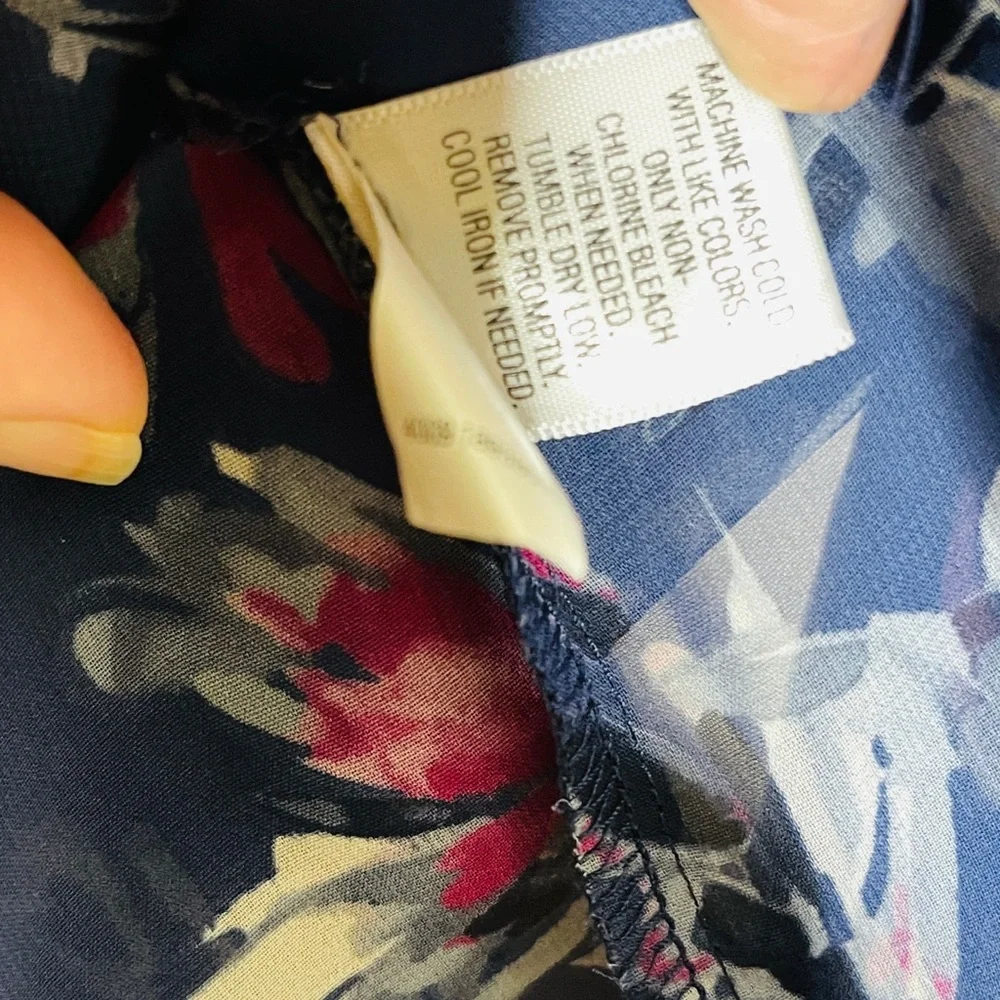 MACHINE WASH COLD
WITH LIKE COLORS.
ONLY NON-
CHLORINE BLEACH
WHEN NEEDED.
TUMBLE DRY LOW.
REMOVE PROMPTLY.
COOL IRON IF NEEDED.